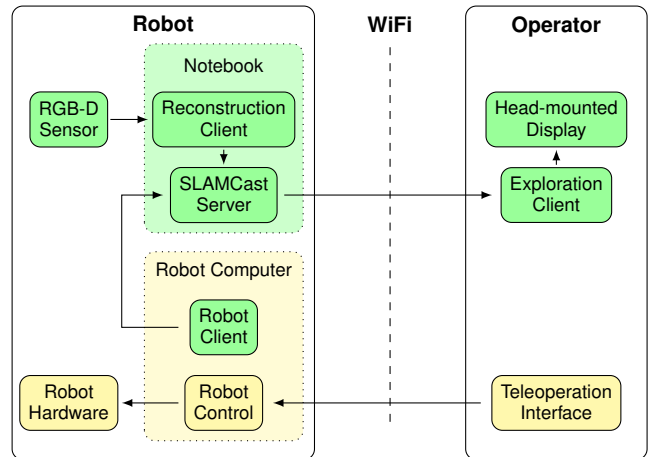 Robot
WiFi
Operator
Notebook
RGB-D
Sensor
Reconstruction
Client
Head-mounted
Display
SLAMCast
Server
Exploration
Client
Robot Computer
Robot
Client
Robot
Hardware
Robot
Control
Teleoperation
Interface